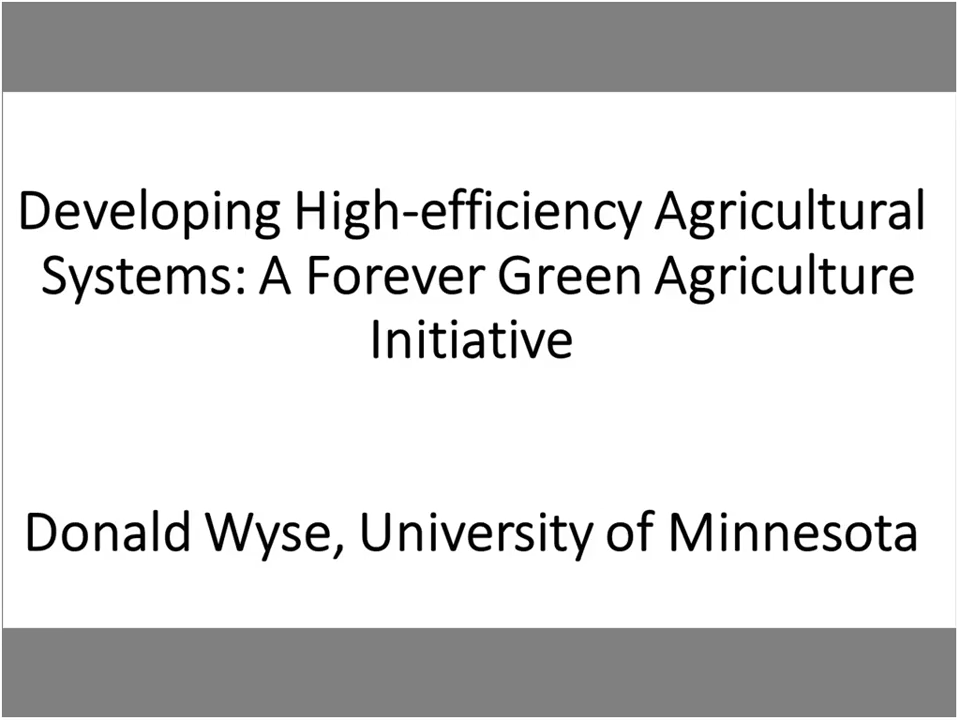 Developing High-efficiency Agricultural
Systems: A Forever Green Agriculture
Initiative
Donald Wyse, University of Minnesota